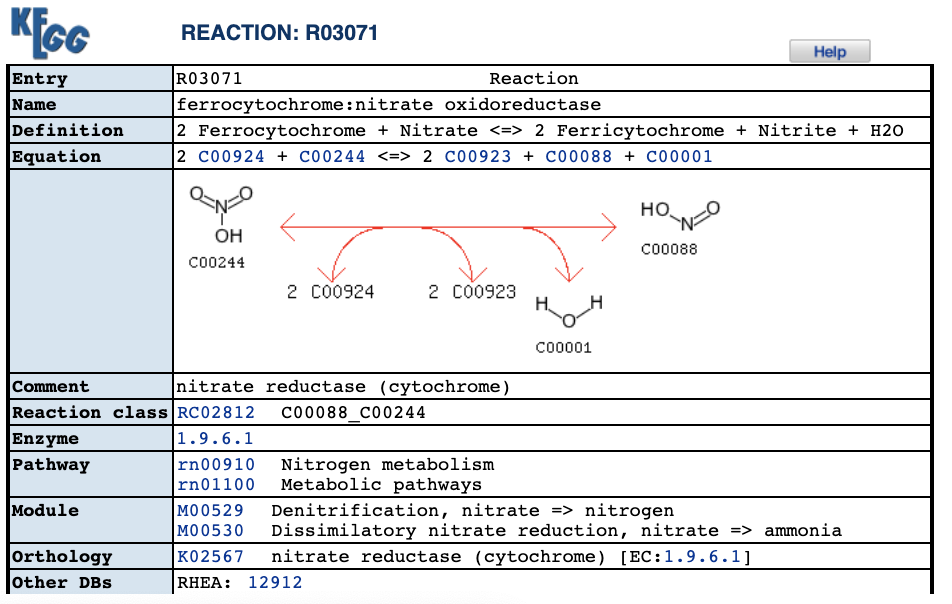 KEGG REACTION: R03071
Help
Entry R03071 Reaction
Name ferrocytochrome:nitrate oxidoreductase
Definition 2 Ferrocytochrome + Nitrate <=> 2 Ferricytochrome + Nitrite + H2O
Equation 2 C00924 + C00244 <=> 2 C00923 + C00088 + C00001
O N O
OH
C00244
HO N O
C00088
2 C00924 2 C00923
H O H
C00001
Comment nitrate reductase (cytochrome)
Reaction class RC02812 C00088_C00244
Enzyme 1.9.6.1
Pathway rn00910 Nitrogen metabolism
rn01100 Metabolic pathways
Module M00529 Denitrification, nitrate => nitrogen
M00530 Dissimilatory nitrate reduction, nitrate => ammonia
Orthology K02567 nitrate reductase (cytochrome) [EC:1.9.6.1]
Other DBs RHEA: 12912